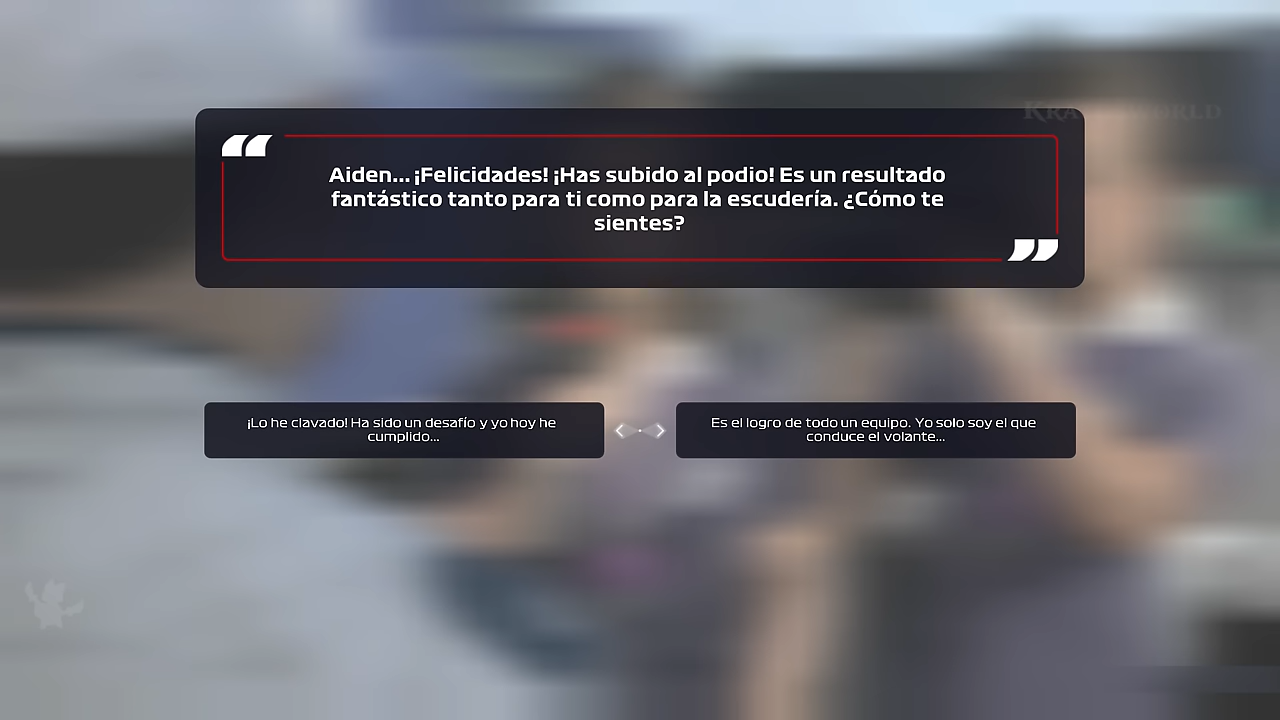 Aiden... ¡Felicidades! ¡Has subido al podio! Es un resultado
fantástico tanto para ti como para la escudería. ¿Cómo te
sientes?
¡Lo he clavado! Ha sido un desafío y yo hoy he
cumplido...
Es el logro de todo un equipo. Yo solo soy el que
conduce el volante...